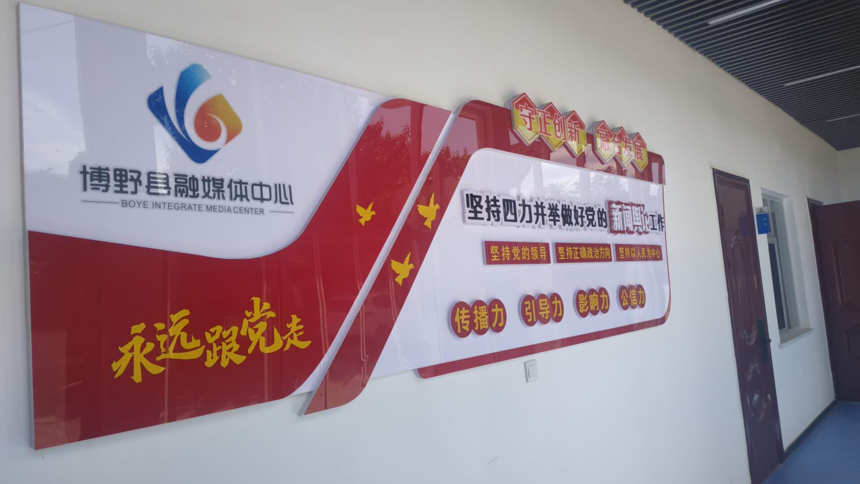 博野县融媒体中心
BOYE INTEGRATE MEDIA CENTER
永远跟党走
守正创新
发展
坚持四力并举做好党的新闻舆论工作
坚持党的领导 坚持正确政治方向 坚持以人民为中心
传播力 引导力 影响力 公信力